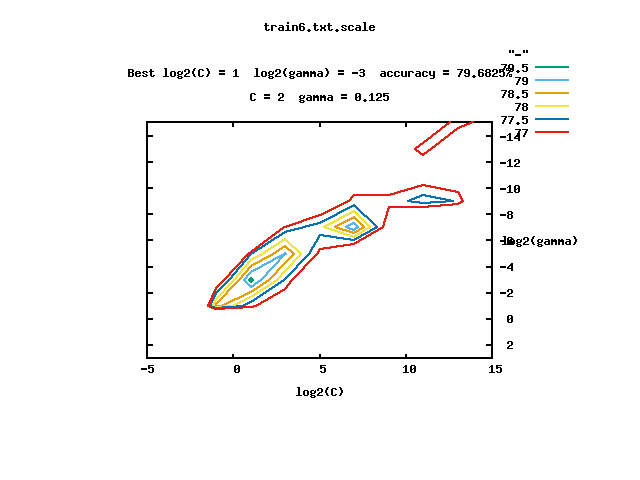 train6.txt.scale
"-"
Best log2(C) = 1 log2(gamma) = -3 accuracy = 79.6825%
79.5
79
C = 2 gamma = 0.125
78.5
78
77.5
77
-14
-12
-10
-8
-6
log2(gamma)
-4
-2
0
2
-5 0 5 10 15
log2(C)